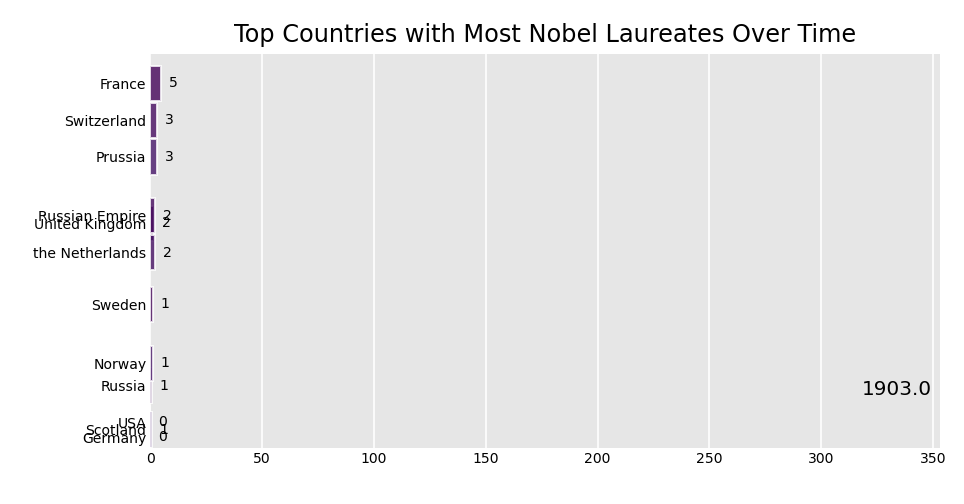 Top Countries with Most Nobel Laureates Over Time
France 5
Switzerland 3
Prussia 3
Russian Empire 2
United Kingdom 2
the Netherlands 2
Sweden 1
Norway 1
Russia 1
1903.0
USA 0
Scotland 1
Germany 0
0 50 100 150 200 250 300 350